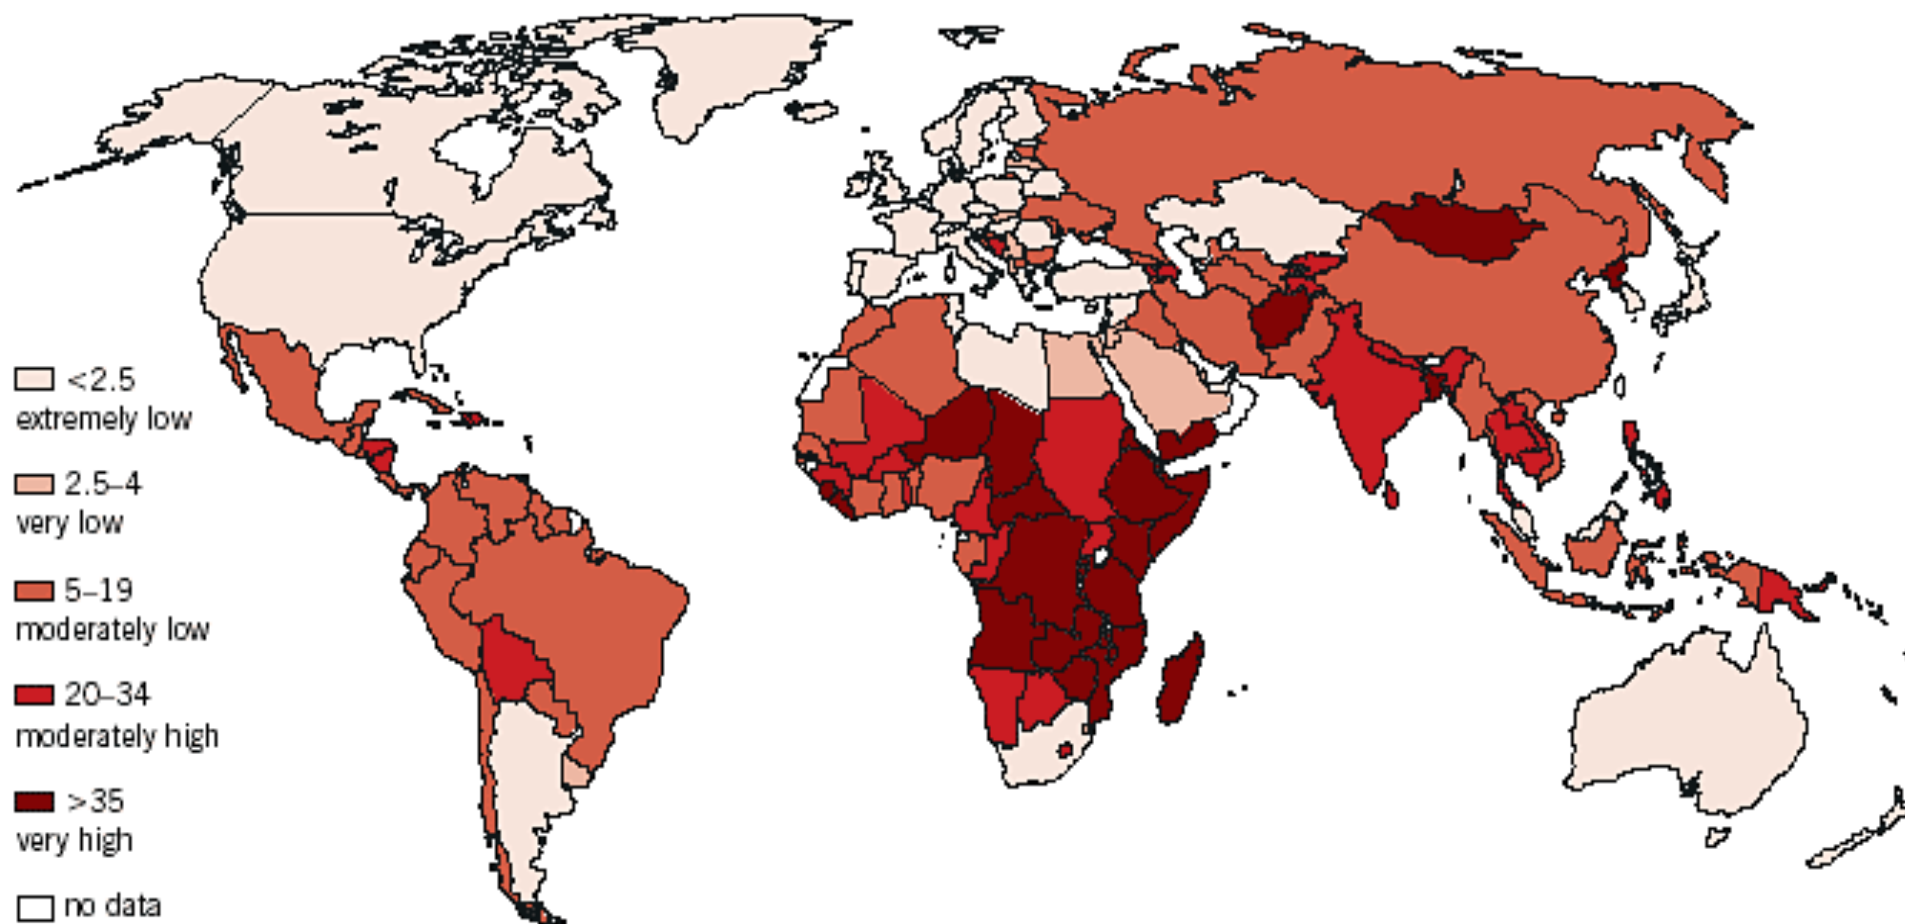 <2.5
extremely low
2.5–4
very low
5–19
moderately low
20–34
moderately high
>35
very high
no data